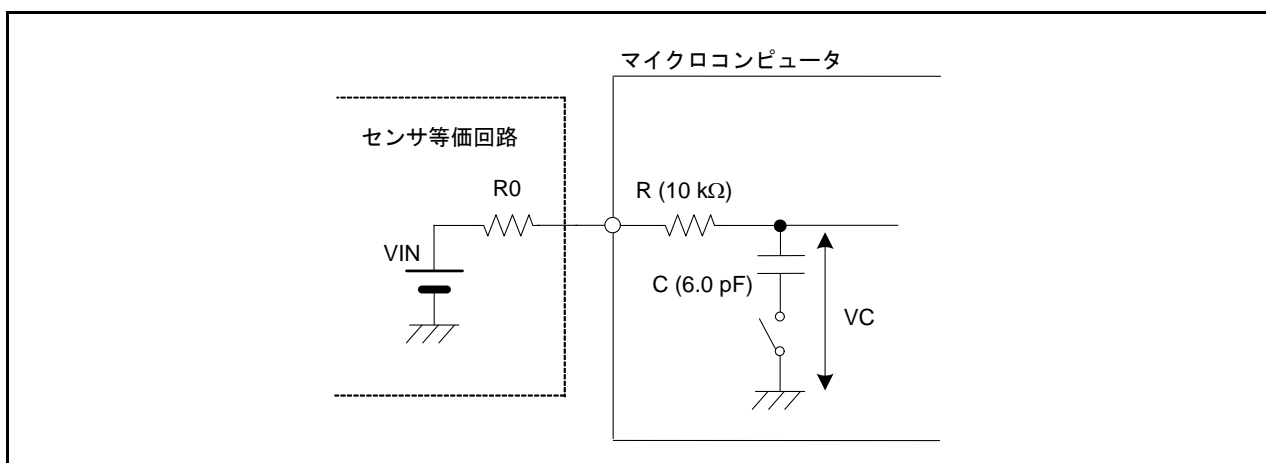 マイクロコンピュータ
センサ等価回路
R0
R (10 kΩ)
VIN
C (6.0 pF)
VC